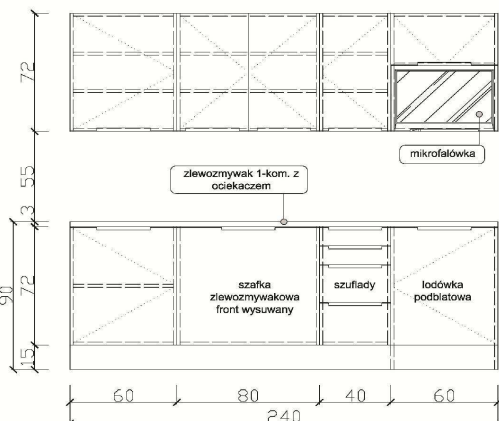 72
mikrofalówka
zlewozmywak 1-kom. z
ociekaczem
55
3
90
72
15
szafka
zlewozmywakowa
front wysuwany
szuflady
lodówka
podblatowa
60
80
40
60
240